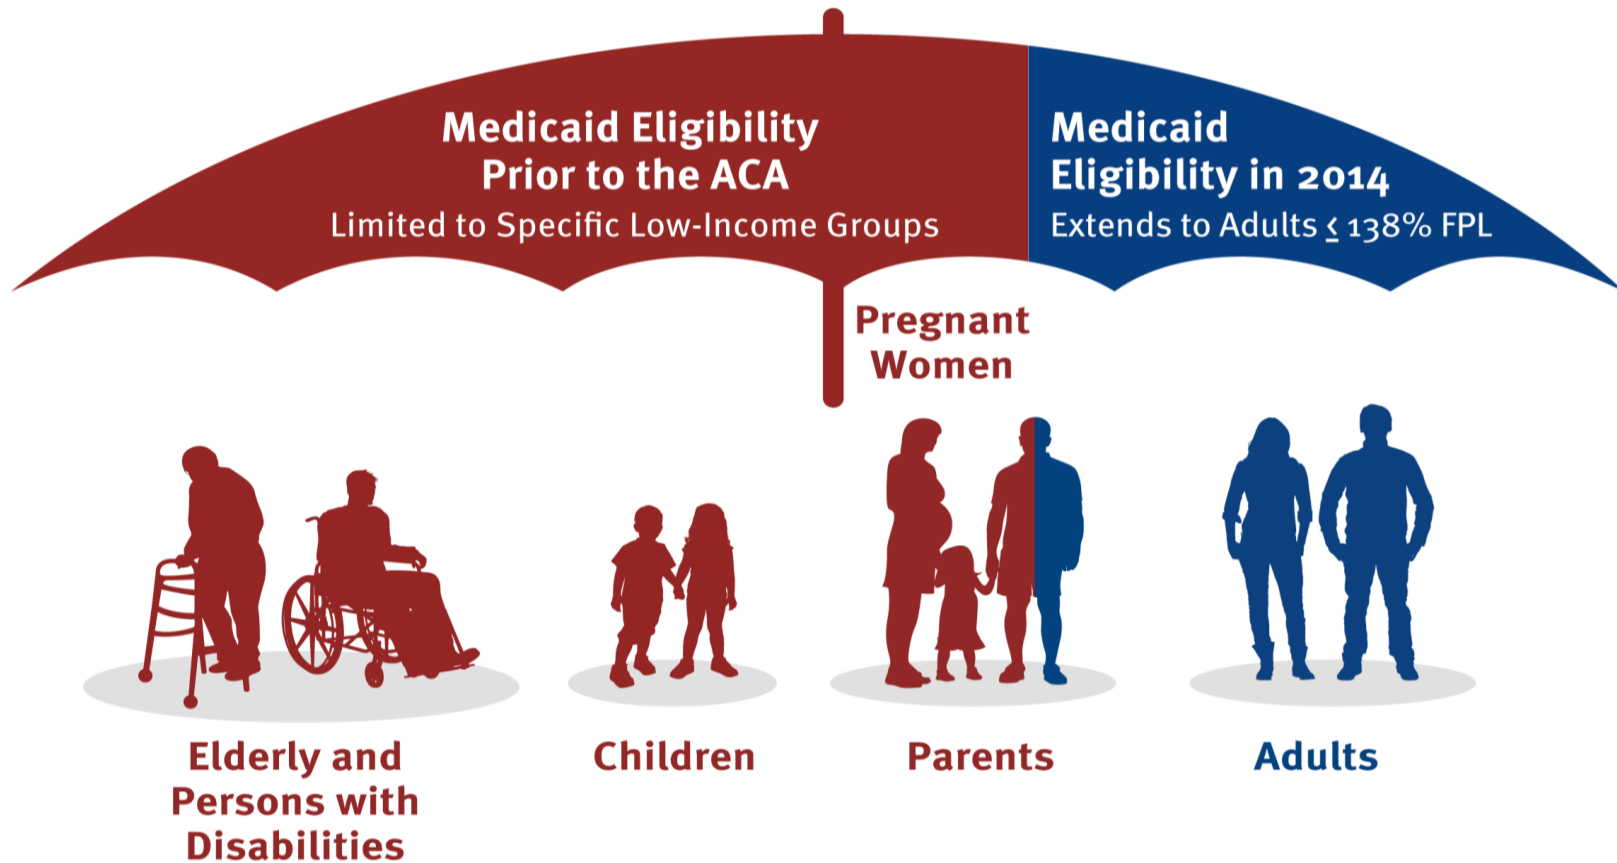 Medicaid Eligibility
Prior to the ACA
Limited to Specific Low-Income Groups
Medicaid
Eligibility in 2014
Extends to Adults ≤ 138% FPL
Pregnant
Women
Elderly and
Persons with
Disabilities
Children
Parents
Adults